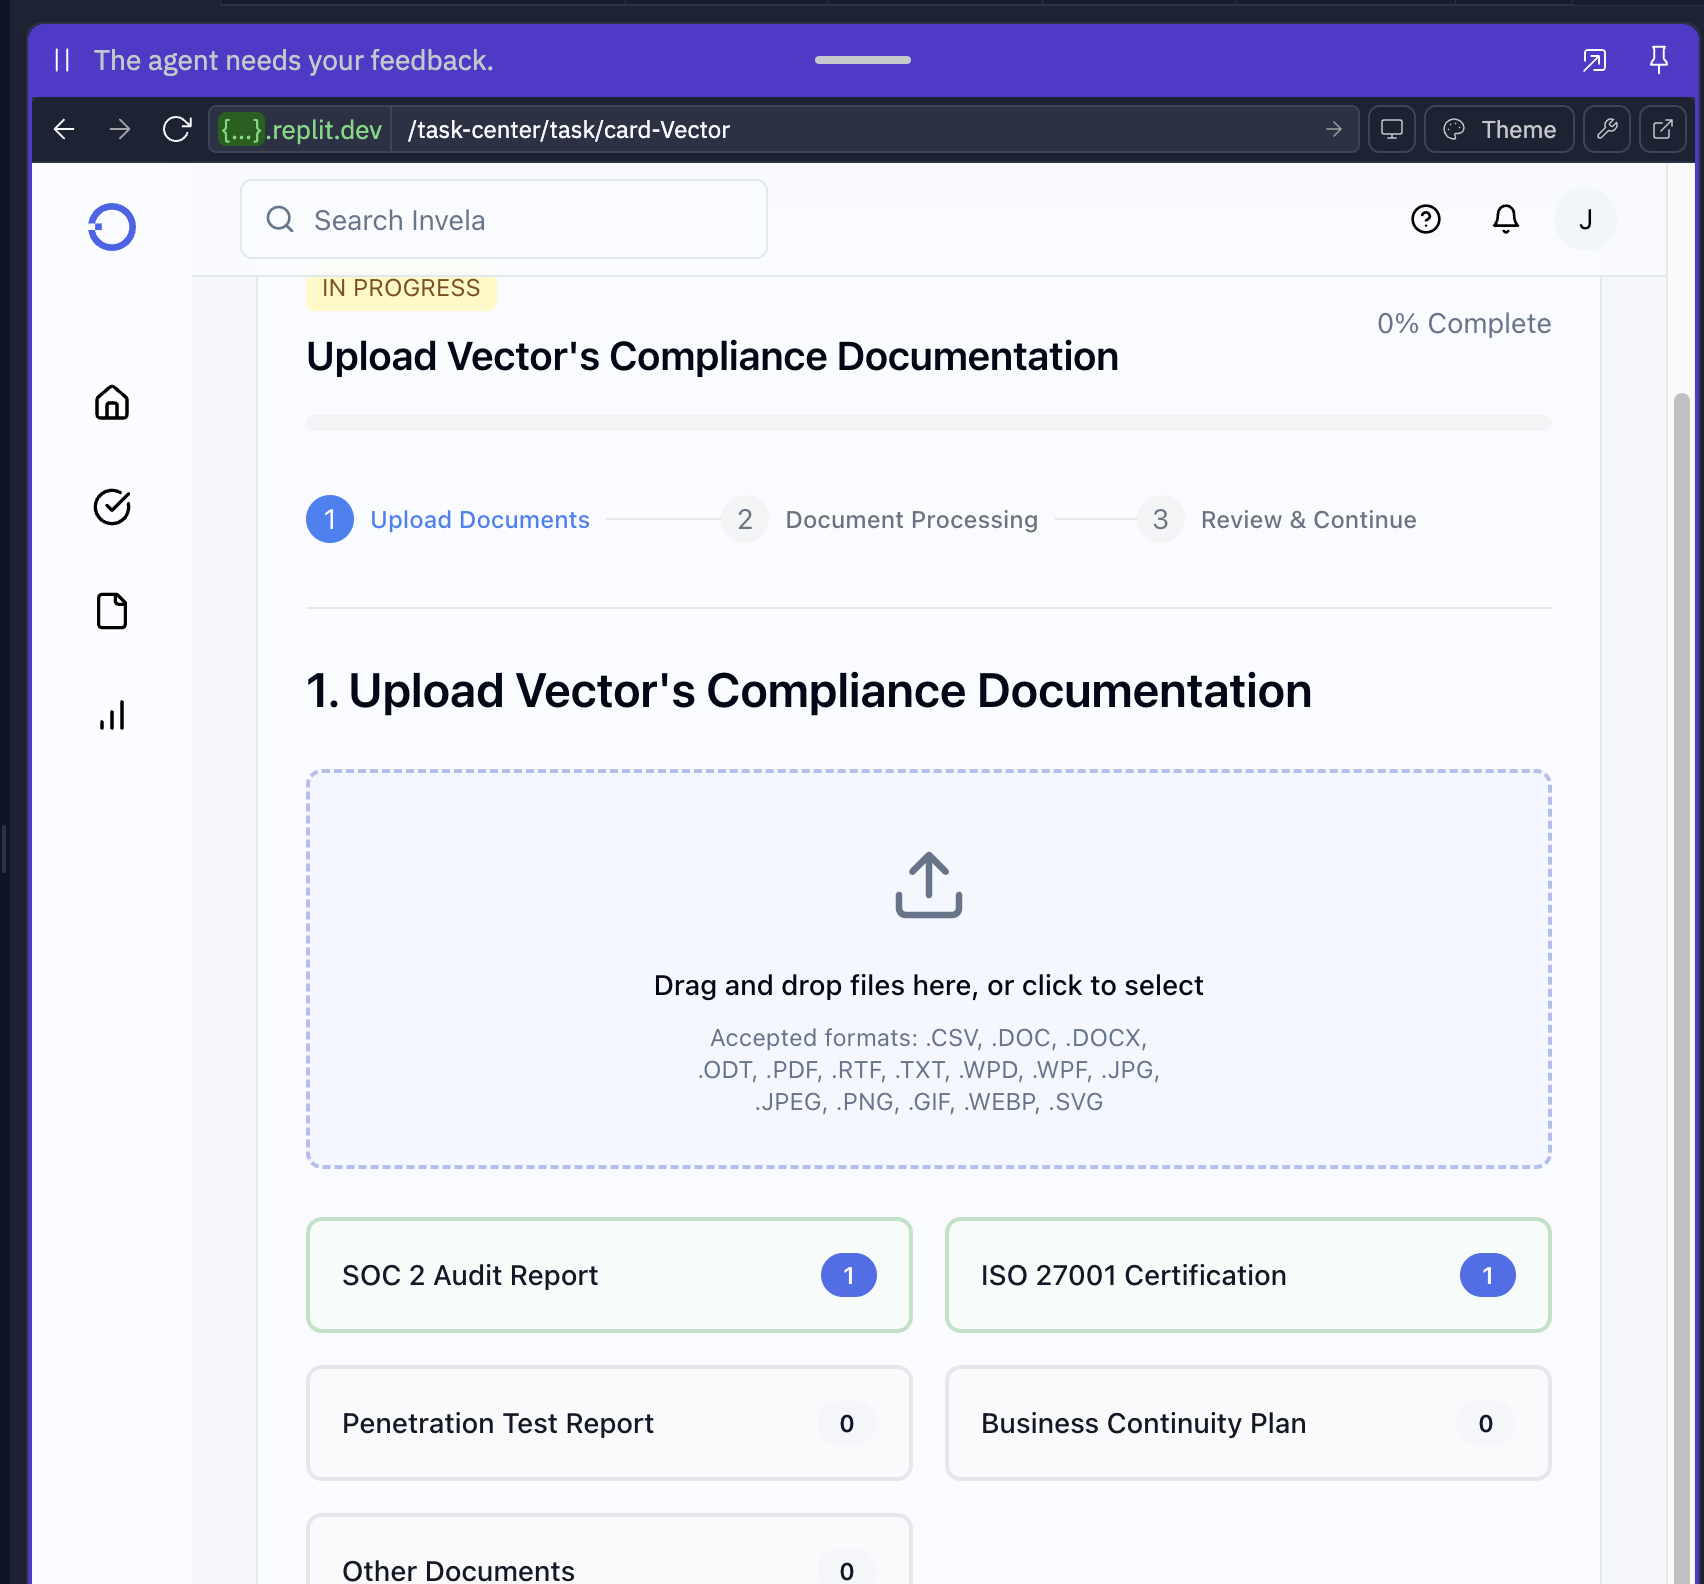 The agent needs your feedback.
{...}.replit.dev /task-center/task/card-Vector Theme
Search Invela J
IN PROGRESS
0% Complete
Upload Vector's Compliance Documentation
1 Upload Documents 2 Document Processing 3 Review & Continue
1. Upload Vector's Compliance Documentation
Drag and drop files here, or click to select
Accepted formats: .CSV, .DOC, .DOCX,
.ODT, .PDF, .RTF, .TXT, .WPD, .WPF, .JPG,
.JPEG, .PNG, .GIF, .WEBP, .SVG
SOC 2 Audit Report 1
ISO 27001 Certification 1
Penetration Test Report 0
Business Continuity Plan 0
Other Documents 0